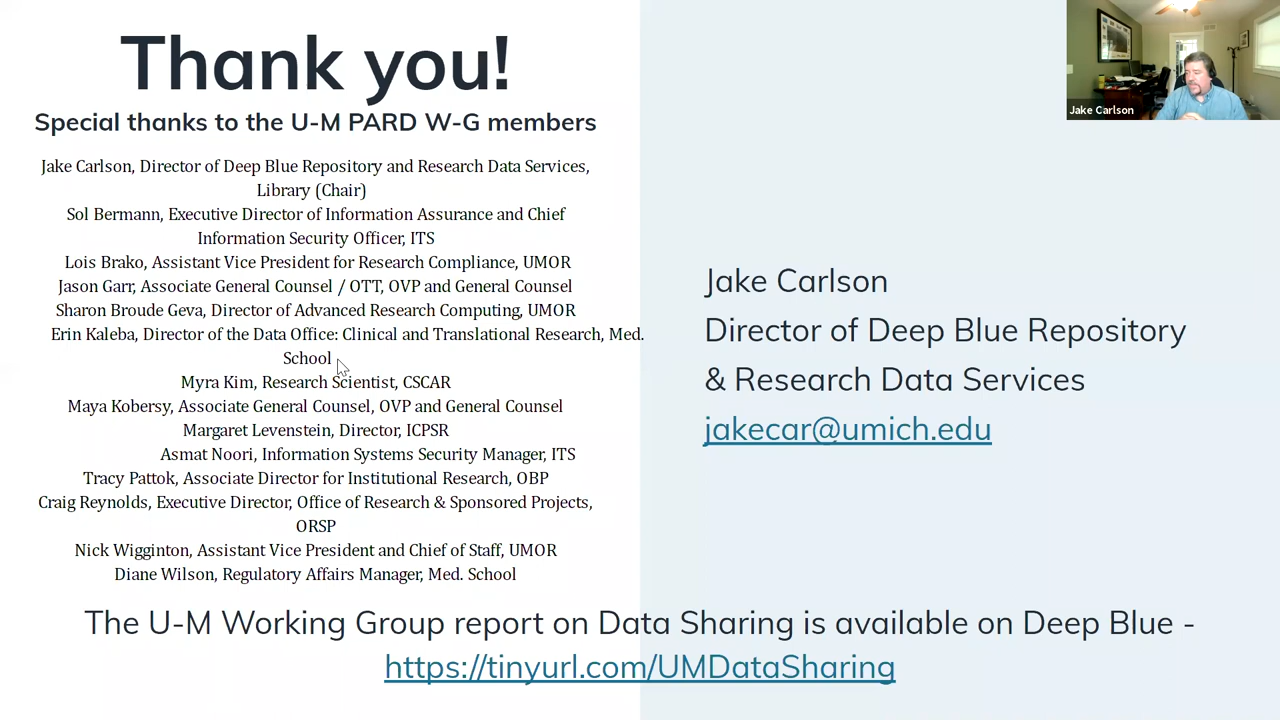 Thank you!
Special thanks to the U-M PARD W-G members
Jake Carlson, Director of Deep Blue Repository and Research Data Services,
Library (Chair)
Sol Bermann, Executive Director of Information Assurance and Chief
Information Security Officer, ITS
Lois Brako, Assistant Vice President for Research Compliance, UMOR
Jason Garr, Associate General Counsel / OTT, OVP and General Counsel
Sharon Broude Geva, Director of Advanced Research Computing, UMOR
Erin Kaleba, Director of the Data Office: Clinical and Translational Research, Med.
School
Myra Kim, Research Scientist, CSCAR
Maya Kobersy, Associate General Counsel, OVP and General Counsel
Margaret Levenstein, Director, ICPSR
Asmat Noori, Information Systems Security Manager, ITS
Tracy Pattok, Associate Director for Institutional Research, OBP
Craig Reynolds, Executive Director, Office of Research & Sponsored Projects,
ORSP
Nick Wigginton, Assistant Vice President and Chief of Staff, UMOR
Diane Wilson, Regulatory Affairs Manager, Med. School
Jake Carlson
Jake Carlson
Director of Deep Blue Repository
& Research Data Services
jakecar@umich.edu
The U-M Working Group report on Data Sharing is available on Deep Blue -
https://tinyurl.com/UMDataSharing